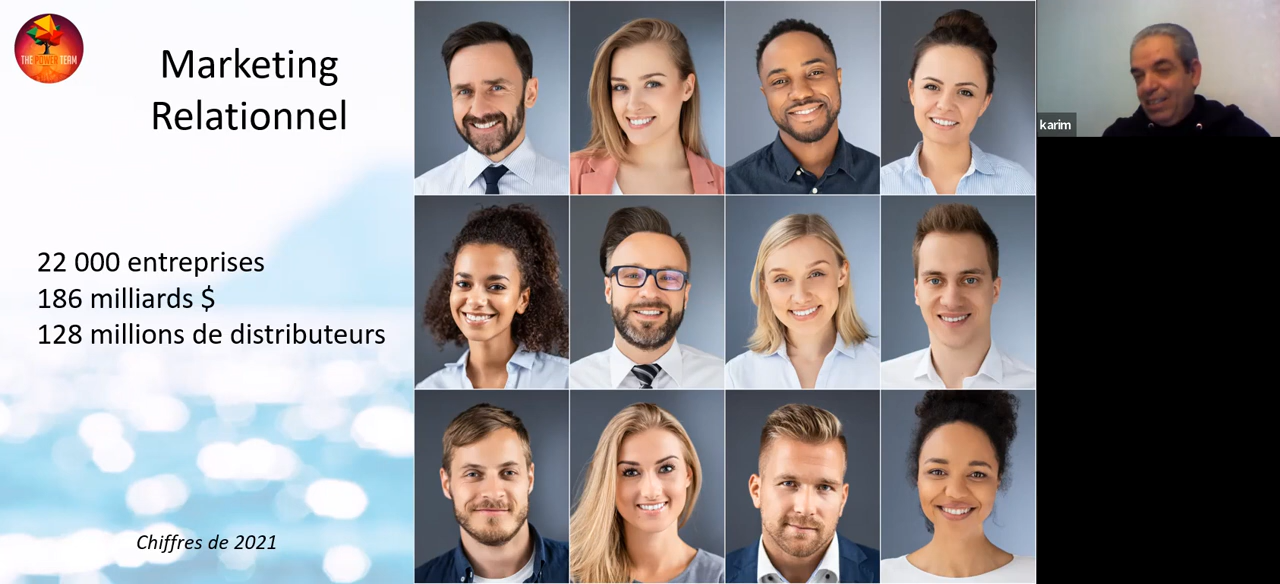 THE POWER TEAM
Marketing
Relationnel
22 000 entreprises
186 milliards $
128 millions de distributeurs
Chiffres de 2021
karim